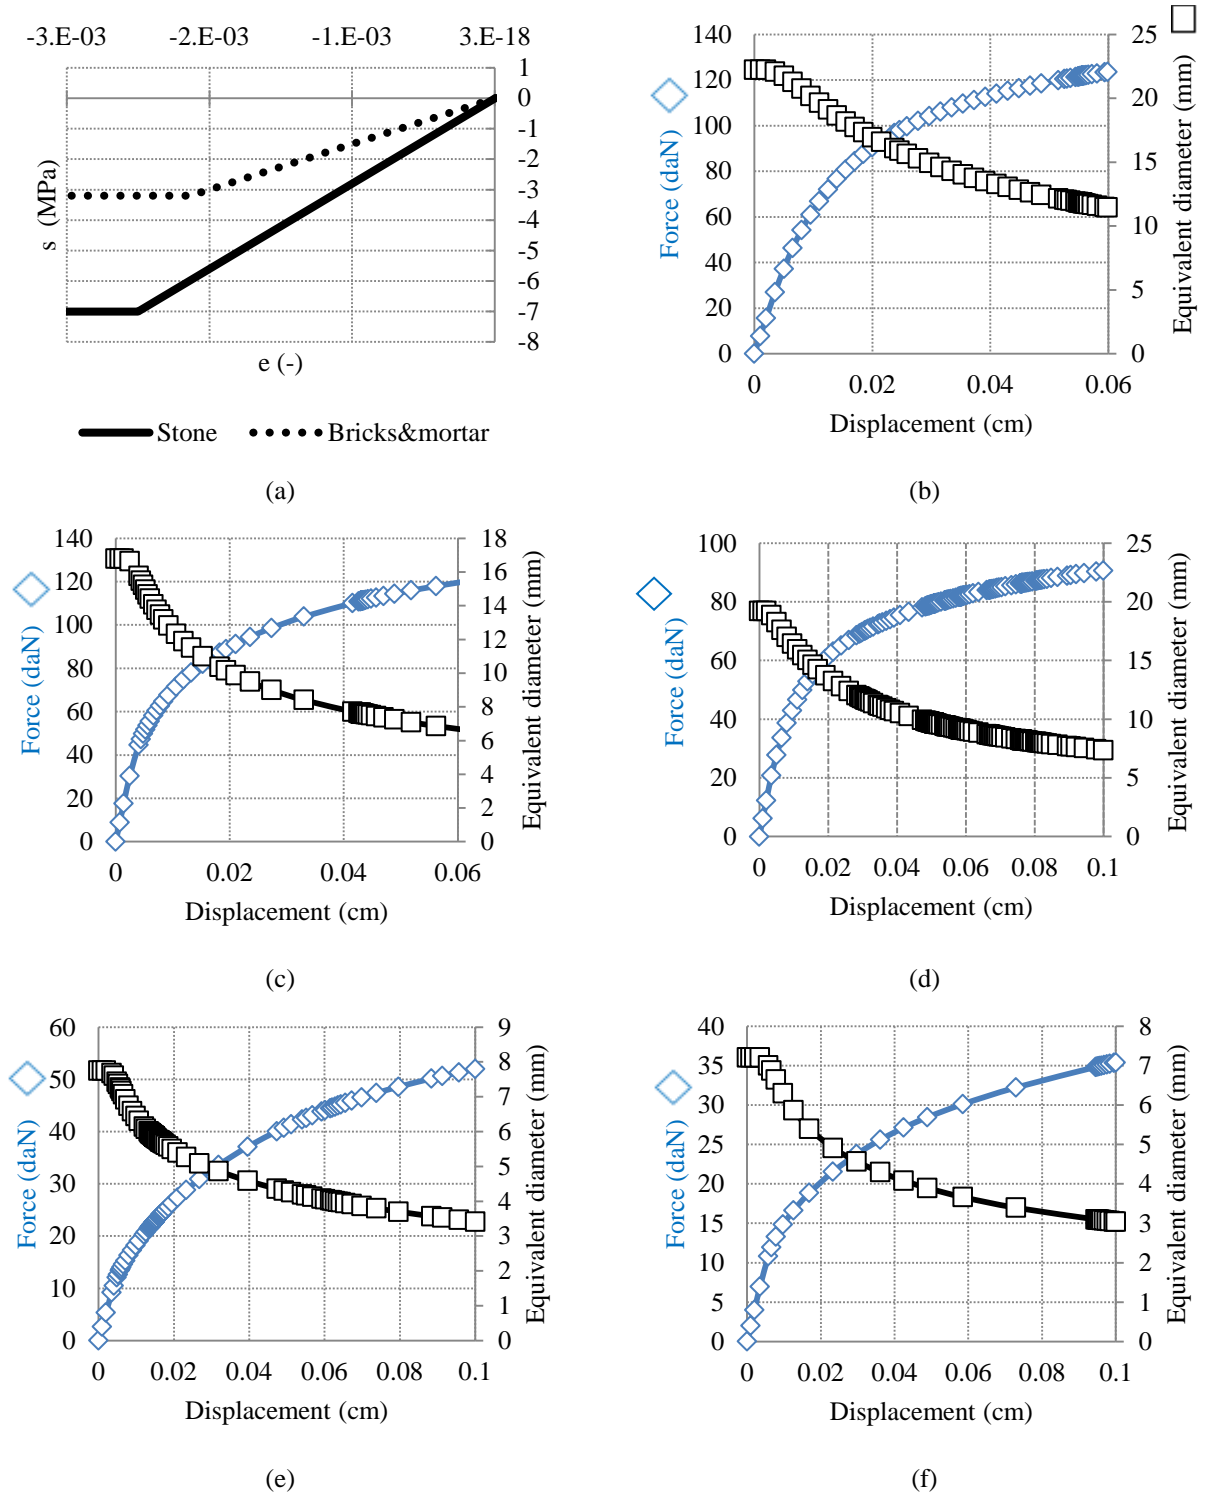 -3.E-03 -2.E-03 -1.E-03 3.E-18
1
0
-1
-2
-3
-4
-5
-6
-7
-8
s (MPa)
e (-)
Stone Bricks&mortar
(a)
140
120
100
80
60
40
20
0
Force (daN)
25
20
15
10
5
0
Equivalent diameter (mm)
0 0.02 0.04 0.06
Displacement (cm)
(b)
140
120
100
80
60
40
20
0
Force (daN)
18
16
14
12
10
8
6
4
2
0
Equivalent diameter (mm)
0 0.02 0.04 0.06
Displacement (cm)
(c)
100
80
60
40
20
0
Force (daN)
25
20
15
10
5
0
Equivalent diameter (mm)
0 0.02 0.04 0.06 0.08 0.1
Displacement (cm)
(d)
60
50
40
30
20
10
0
Force (daN)
9
8
7
6
5
4
3
2
1
0
Equivalent diameter (mm)
0 0.02 0.04 0.06 0.08 0.1
Displacement (cm)
(e)
40
35
30
25
20
15
10
5
0
Force (daN)
8
7
6
5
4
3
2
1
0
Equivalent diameter (mm)
0 0.02 0.04 0.06 0.08 0.1
Displacement (cm)
(f)